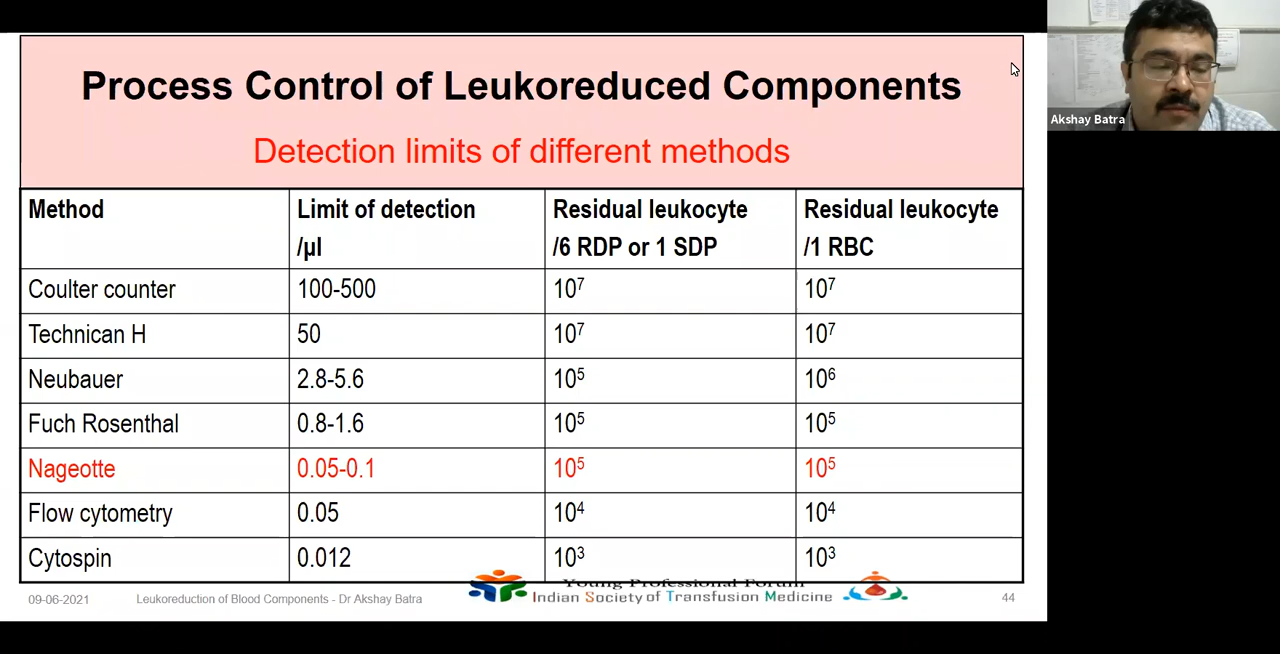 Process Control of Leukoreduced Components
Detection limits of different methods
Method Limit of detection /µl Residual leukocyte /6 RDP or 1 SDP Residual leukocyte /1 RBC
Coulter counter 100-500 10⁷ 10⁷
Technican H 50 10⁷ 10⁷
Neubauer 2.8-5.6 10⁵ 10⁶
Fuch Rosenthal 0.8-1.6 10⁵ 10⁵
Nageotte 0.05-0.1 10⁵ 10⁵
Flow cytometry 0.05 10⁴ 10⁴
Cytospin 0.012 10³ 10³
Young Professional Forum
Indian Society of Transfusion Medicine
09-06-2021 Leukoreduction of Blood Components - Dr Akshay Batra 44
Akshay Batra